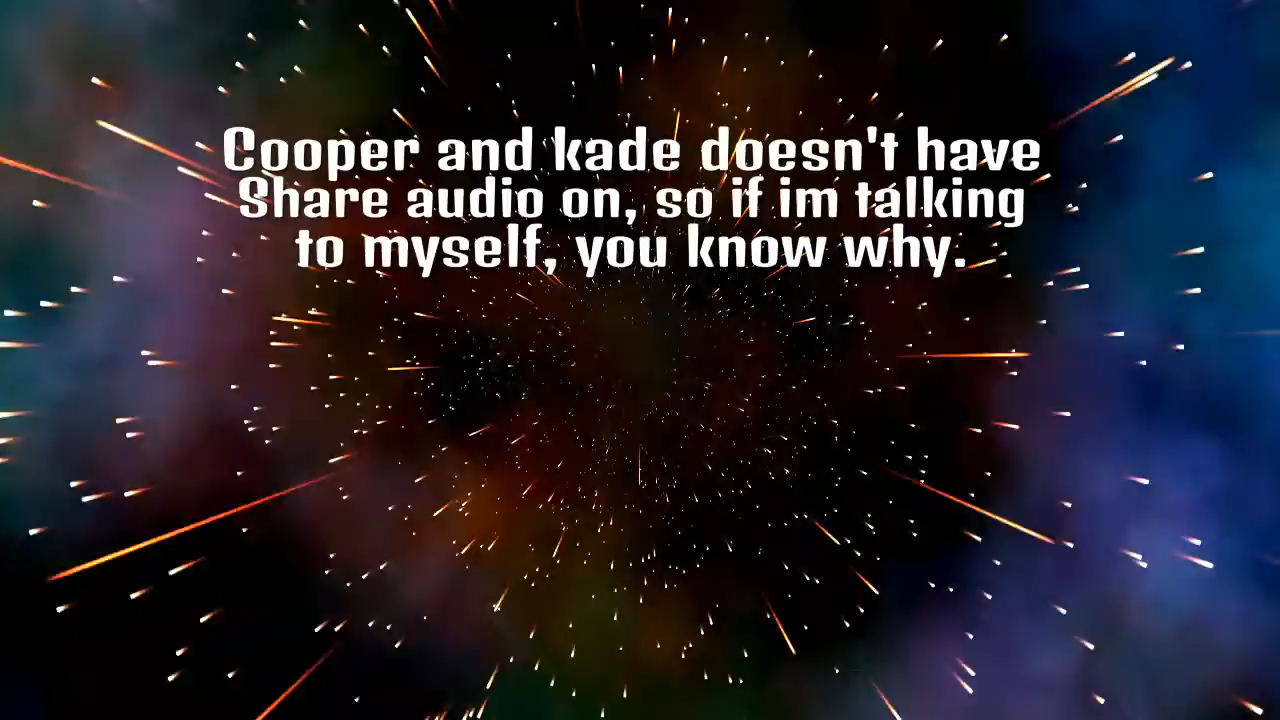 Cooper and kade doesn't have
Share audio on, so if im talking
to myself, you know why.